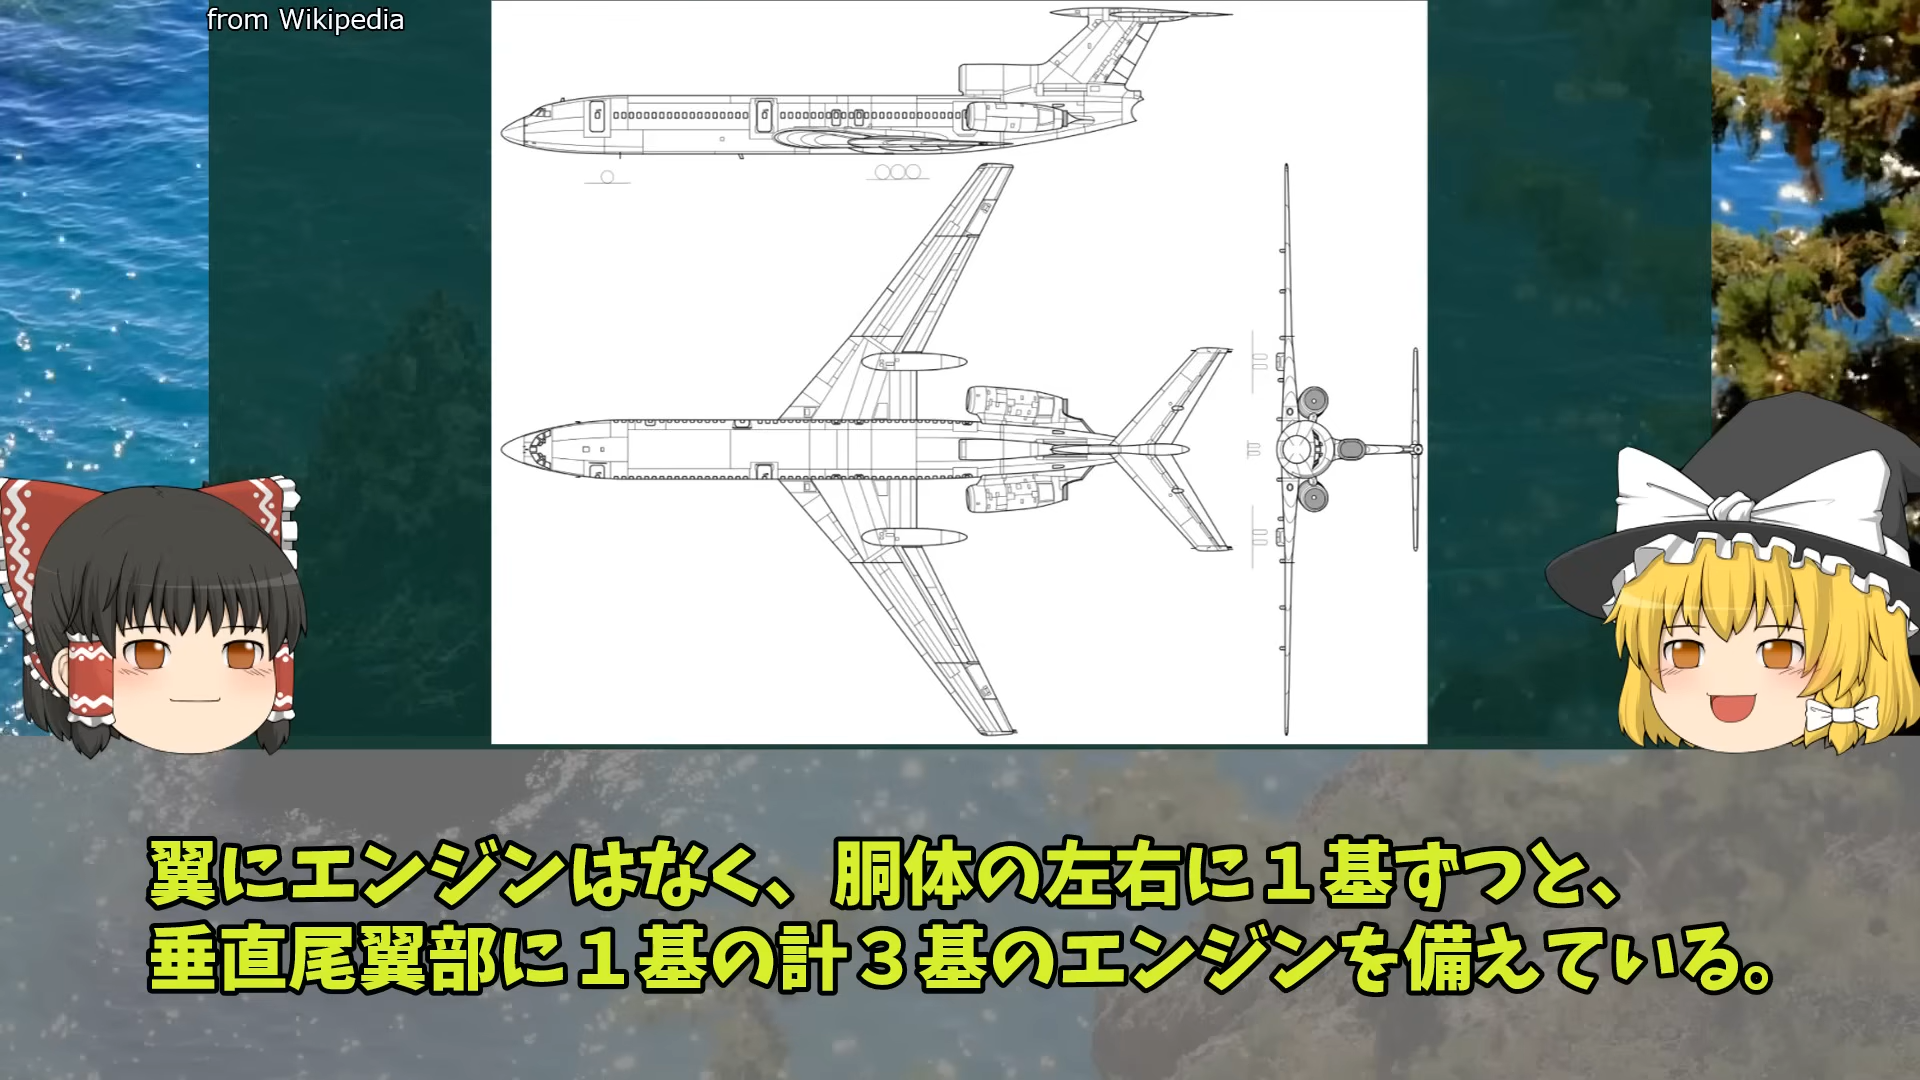 from Wikipedia
翼にエンジンはなく、胴体の左右に１基ずつと、
垂直尾翼部に１基の計３基のエンジンを備えている。